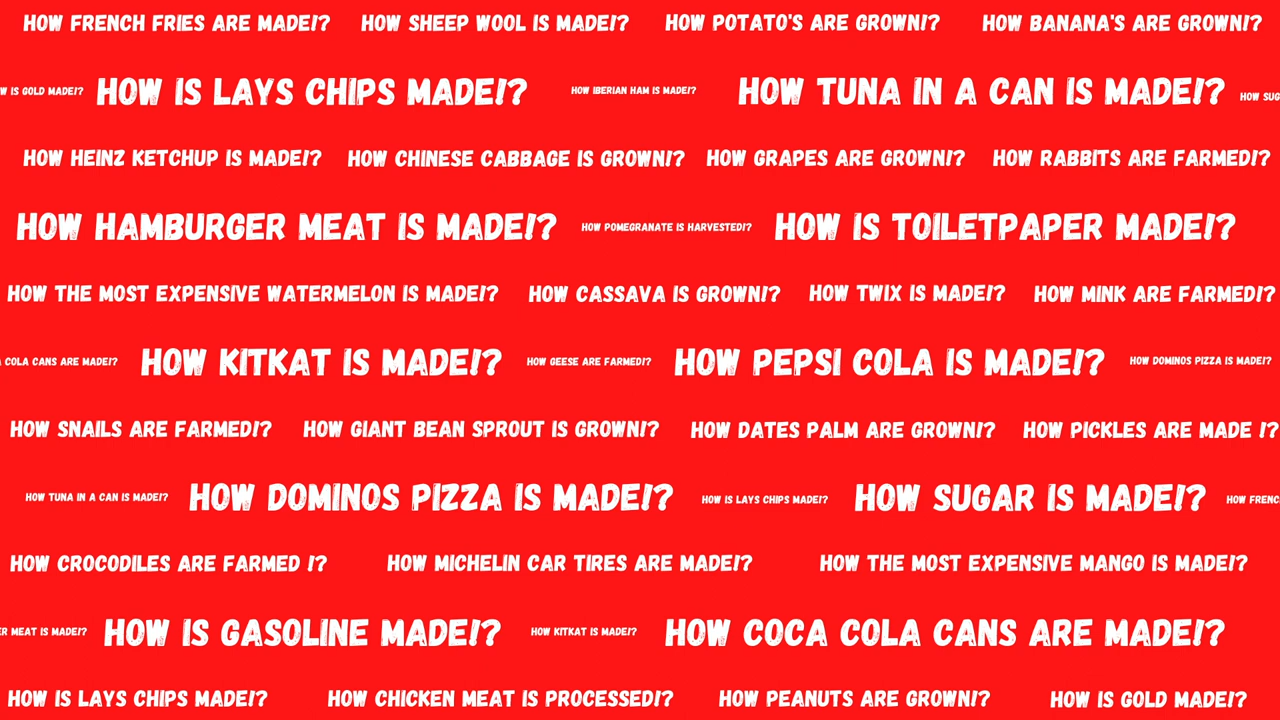 HOW FRENCH FRIES ARE MADE!? HOW SHEEP WOOL IS MADE!? HOW POTATO'S ARE GROWN!? HOW BANANA'S ARE GROWN!?
W IS GOLD MADE!? HOW IS LAYS CHIPS MADE!? HOW IBERIAN HAM IS MADE!? HOW TUNA IN A CAN IS MADE!? HOW SUG
HOW HEINZ KETCHUP IS MADE!? HOW CHINESE CABBAGE IS GROWN!? HOW GRAPES ARE GROWN!? HOW RABBITS ARE FARMED!?
HOW HAMBURGER MEAT IS MADE!? HOW POMEGRANATE IS HARVESTED!? HOW IS TOILETPAPER MADE!?
HOW THE MOST EXPENSIVE WATERMELON IS MADE!? HOW CASSAVA IS GROWN!? HOW TWIX IS MADE!? HOW MINK ARE FARMED!?
A COLA CANS ARE MADE!? HOW KITKAT IS MADE!? HOW GEESE ARE FARMED!? HOW PEPSI COLA IS MADE!? HOW DOMINOS PIZZA IS MADE!?
HOW SNAILS ARE FARMED!? HOW GIANT BEAN SPROUT IS GROWN!? HOW DATES PALM ARE GROWN!? HOW PICKLES ARE MADE !?
HOW TUNA IN A CAN IS MADE!? HOW DOMINOS PIZZA IS MADE!? HOW IS LAYS CHIPS MADE!? HOW SUGAR IS MADE!? HOW FRENC
HOW CROCODILES ARE FARMED !? HOW MICHELIN CAR TIRES ARE MADE!? HOW THE MOST EXPENSIVE MANGO IS MADE!?
ER MEAT IS MADE!? HOW IS GASOLINE MADE!? HOW KITKAT IS MADE!? HOW COCA COLA CANS ARE MADE!?
HOW IS LAYS CHIPS MADE!? HOW CHICKEN MEAT IS PROCESSED!? HOW PEANUTS ARE GROWN!? HOW IS GOLD MADE!?